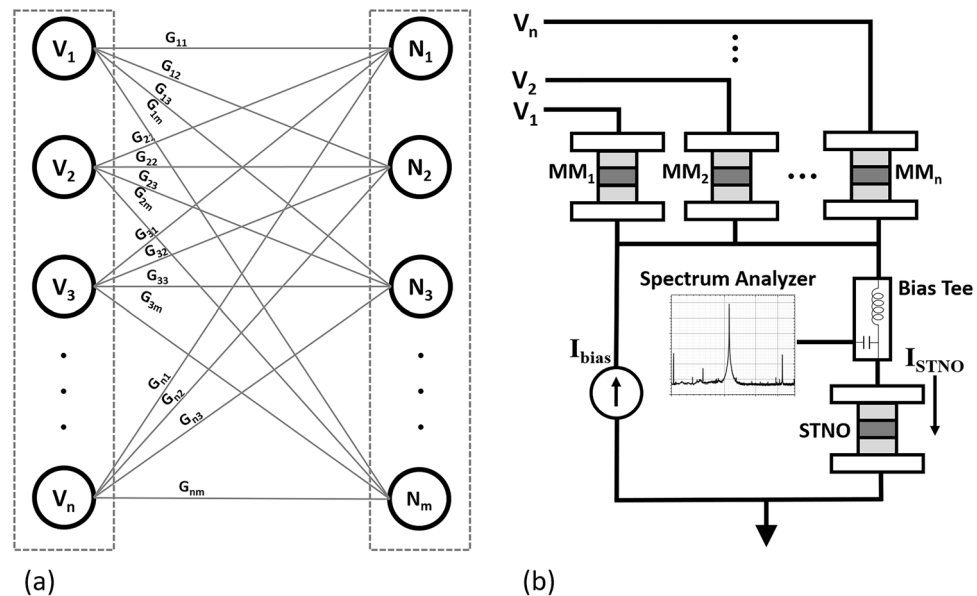 V1
V2
V3
Vn
G11
G12
G13
G1m
G22
G23
G2m
G31
G32
G33
G3m
Gn1
Gn2
Gn3
Gnm
N1
N2
N3
Nm
(a)
Vn
V2
V1
MM1
MM2
MMn
Spectrum Analyzer
Bias Tee
Ibias
ISTNO
STNO
(b)